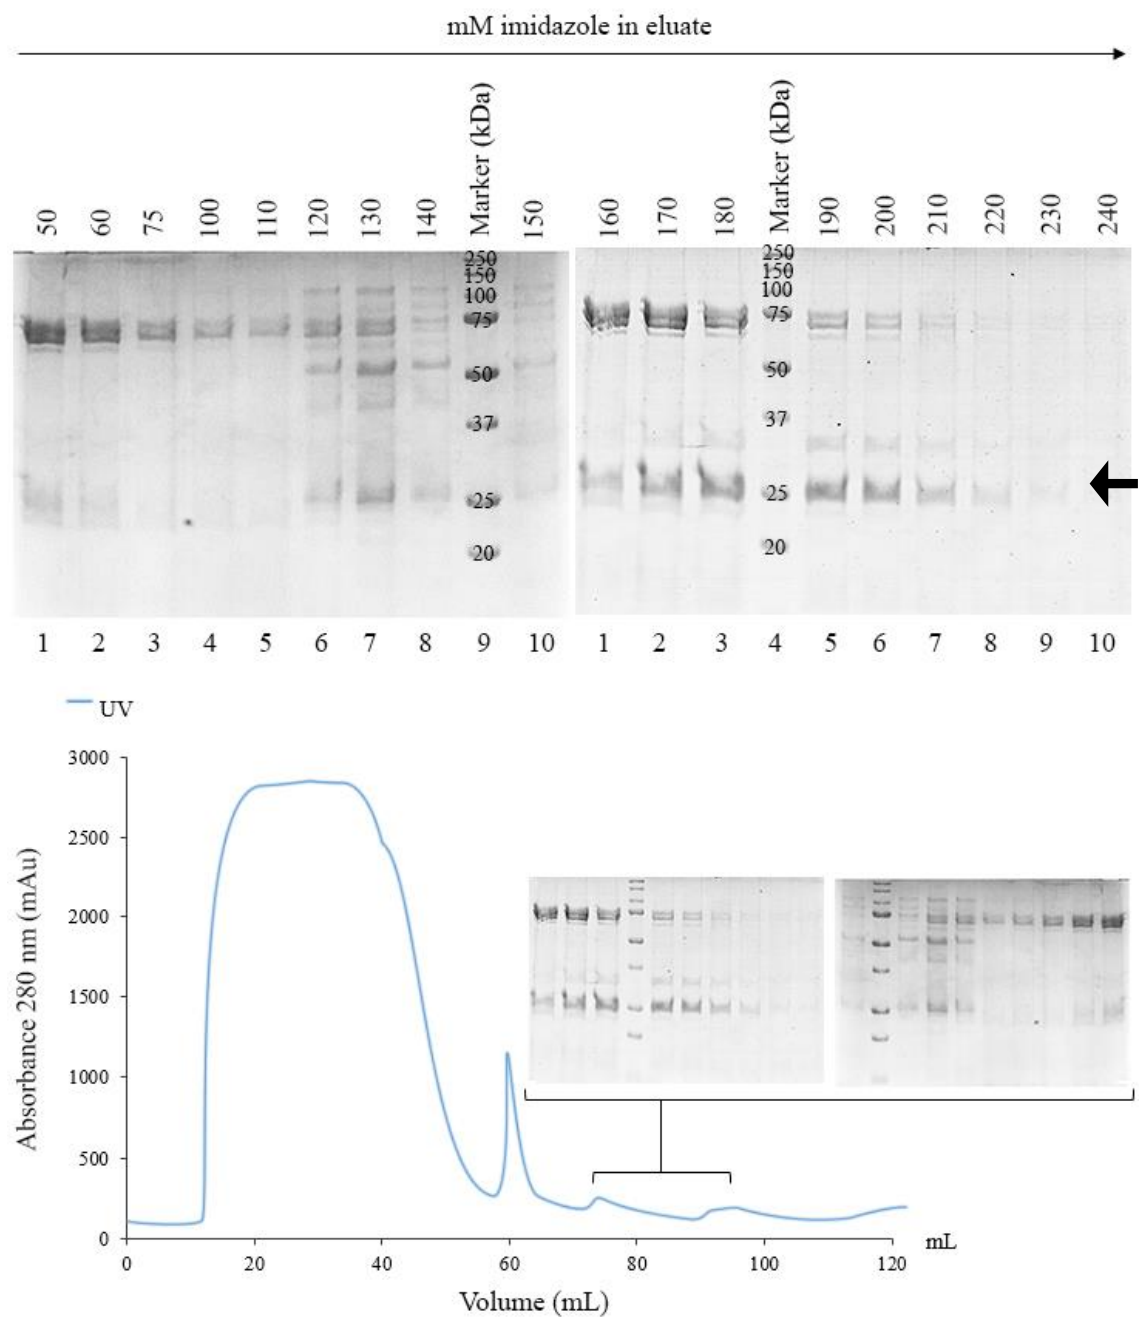 mM imidazole in eluate
50 60 75 100 110 120 130 140 Marker (kDa) 150 160 170 180 Marker (kDa) 190 200 210 220 230 240
250
150
100
75
50
37
25
20
250
150
100
75
50
37
25
20
1 2 3 4 5 6 7 8 9 10 1 2 3 4 5 6 7 8 9 10
UV
Absorbance 280 nm (mAu)
3000
2500
2000
1500
1000
500
0
0 20 40 60 80 100 120
mL
Volume (mL)